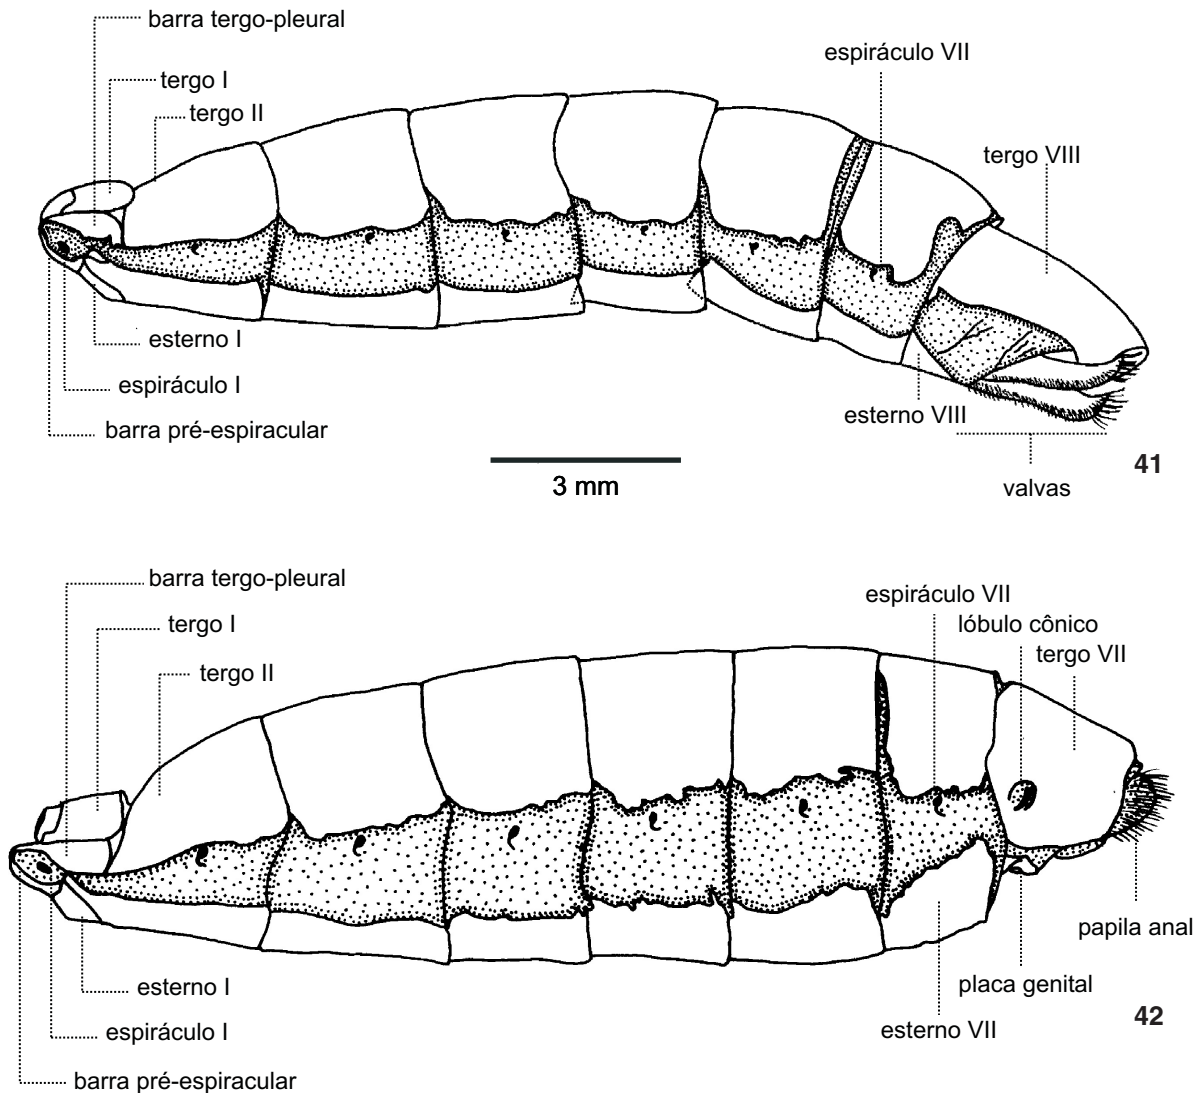 barra tergo-pleural
tergo I
tergo II
espiráculo VII
tergo VIII
esterno I
espiráculo I
barra pré-espiracular
esterno VIII
valvas
3 mm
41
barra tergo-pleural
tergo I
tergo II
espiráculo VII
lóbulo cônico
tergo VII
papila anal
placa genital
esterno VII
esterno I
espiráculo I
barra pré-espiracular
42